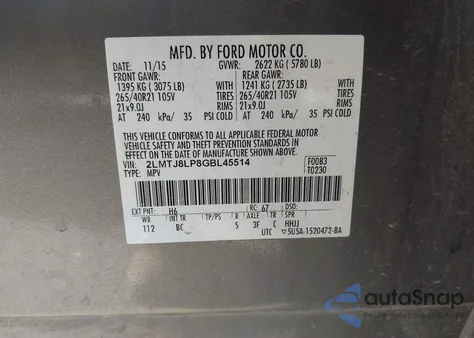 MFD. BY FORD MOTOR CO.
DATE: 11/15 GVWR: 2622 KG ( 5780 LB)
FRONT GAWR: REAR GAWR:
1395 KG ( 3075 LB) 1241 KG ( 2735 LB)
265/40R21 105V TIRES 265/40R21 105V TIRES
21x9.0J RIMS 21x9.0J RIMS
AT 240 kPa/ 35 PSI COLD AT 240 kPa/ 35 PSI COLD
THIS VEHICLE CONFORMS TO ALL APPLICABLE FEDERAL MOTOR
VEHICLE SAFETY AND THEFT PREVENTION STANDARDS IN
EFFECT ON THE DATE OF MANUFACTURE SHOWN ABOVE.
VIN: 2LMTJ8LP8GBL45514 F0083
TYPE: MPV T0230
EXT PNT: H6 RC: 67 DSO:
WB INT TR TP/PS R AXLE TR SPR
112 BC S 3F C HHJJ
UTC 5U5A-1520472-BA
autoSnap